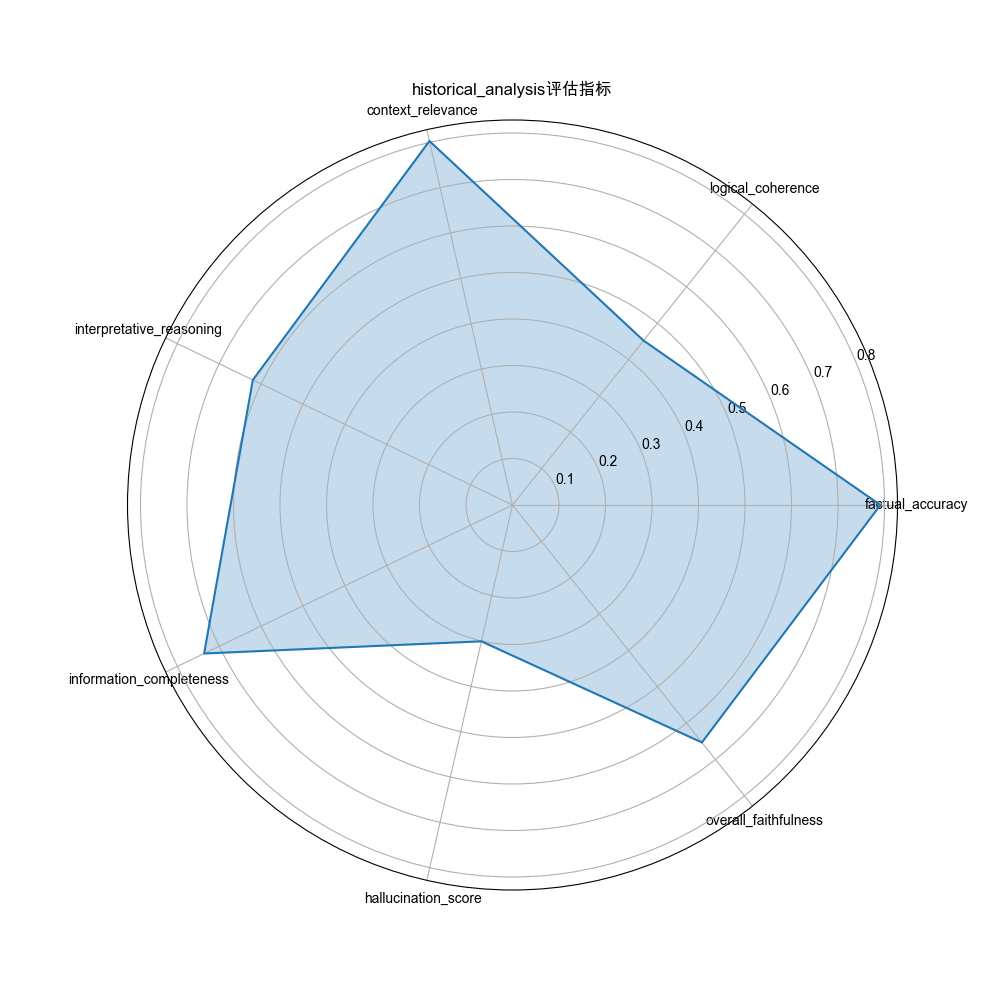 historical_analysis评估指标
context_relevance
logical_coherence
interpretative_reasoning
0.8
0.7
0.6
0.5
0.4
0.3
0.2
0.1
factual_accuracy
information_completeness
overall_faithfulness
hallucination_score